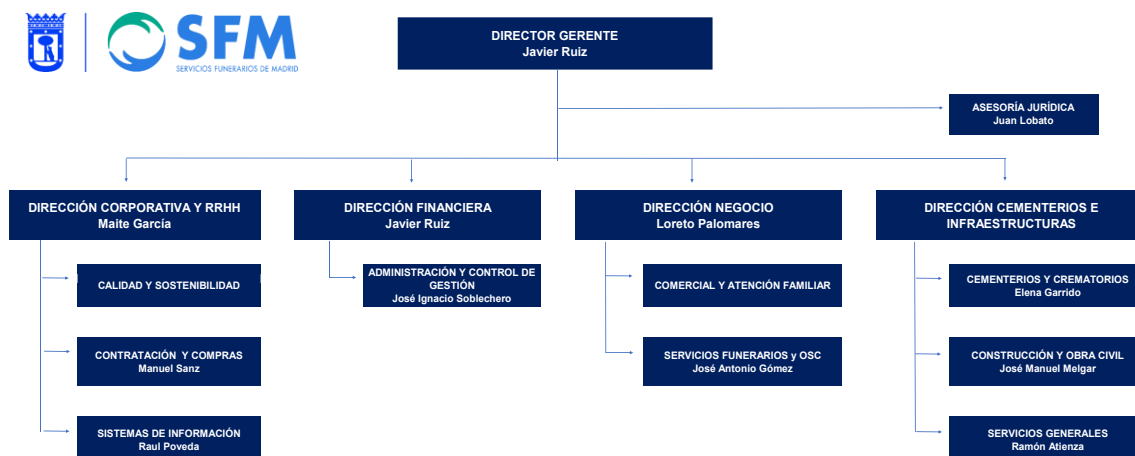 SFM
SERVICIOS FUNERARIOS DE MADRID
DIRECTOR GERENTE
Javier Ruiz
ASESORÍA JURÍDICA
Juan Lobato
DIRECCIÓN CORPORATIVA Y RRHH
Maite García
DIRECCIÓN FINANCIERA
Javier Ruiz
DIRECCIÓN NEGOCIO
Loreto Palomares
DIRECCIÓN CEMENTERIOS E
INFRAESTRUCTURAS
CALIDAD Y SOSTENIBILIDAD
ADMINISTRACIÓN Y CONTROL DE
GESTIÓN
José Ignacio Soblechero
COMERCIAL Y ATENCIÓN FAMILIAR
CEMENTERIOS Y CREMATORIOS
Elena Garrido
CONTRATACIÓN Y COMPRAS
Manuel Sanz
SERVICIOS FUNERARIOS y OSC
José Antonio Gómez
CONSTRUCCIÓN Y OBRA CIVIL
José Manuel Melgar
SISTEMAS DE INFORMACIÓN
Raul Poveda
SERVICIOS GENERALES
Ramón Atienza